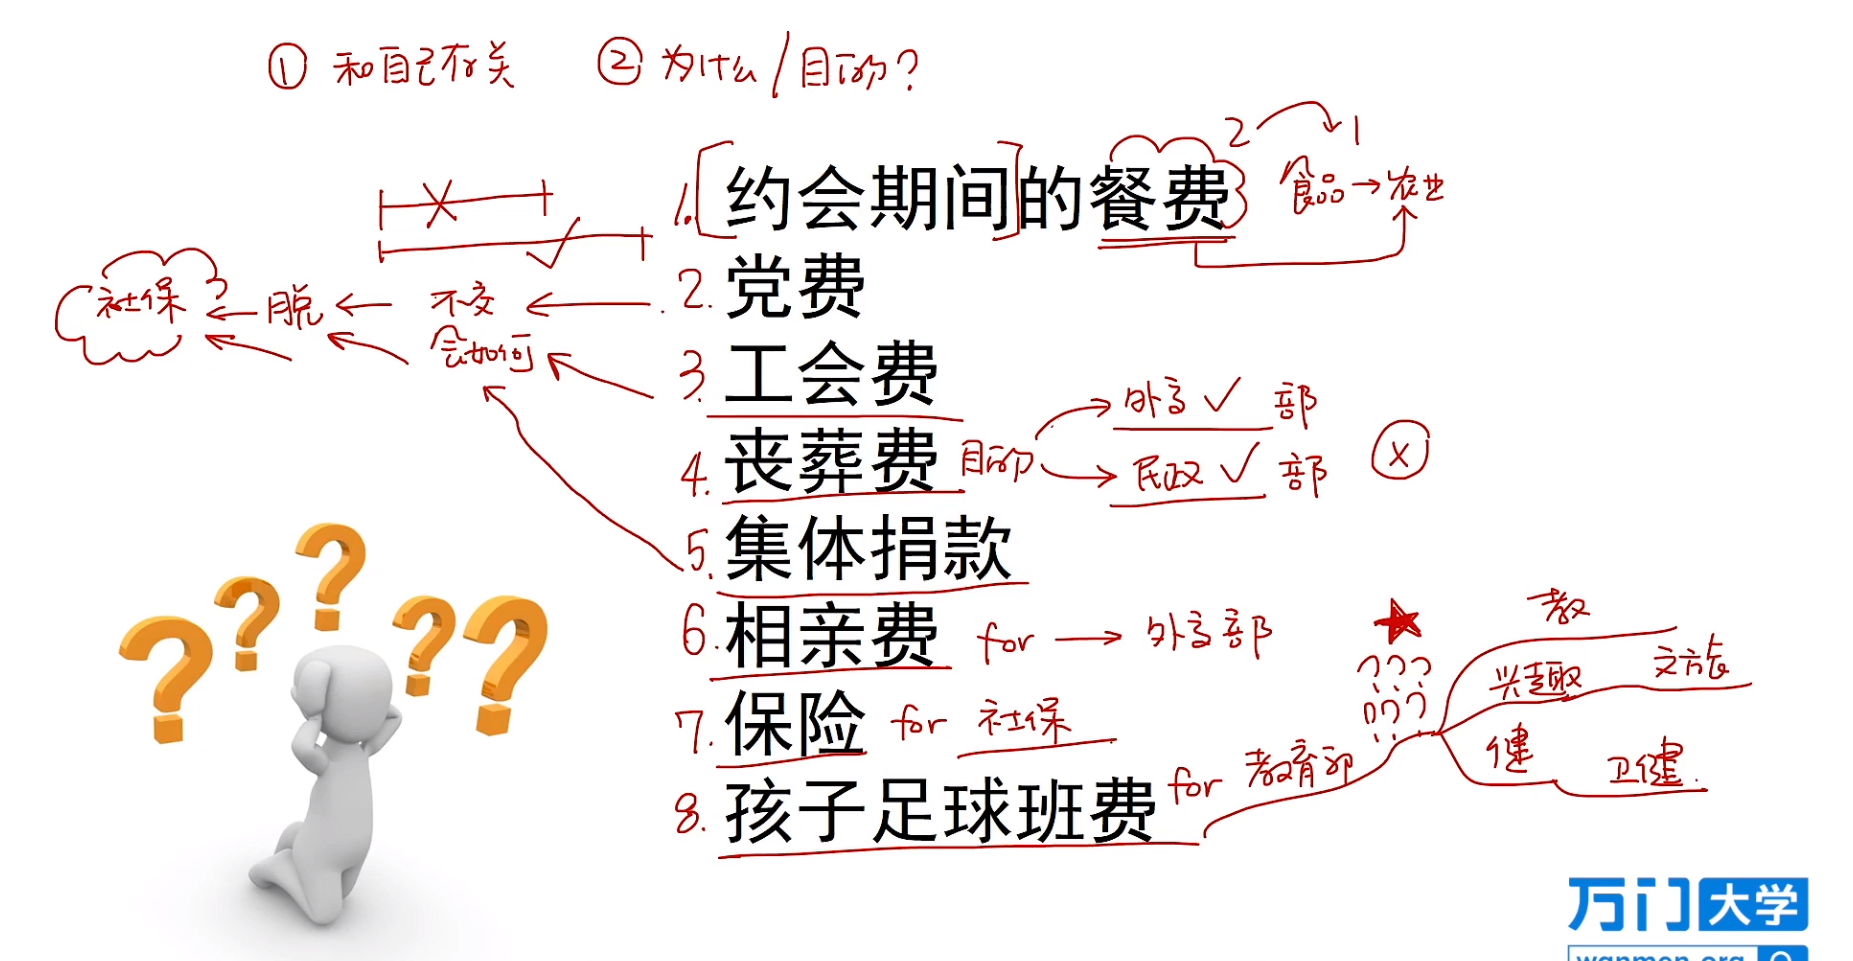 ① 和自己有关 ② 为什么/目的?
1.[约会期间]的餐费
2→1
食品→农业
2.党费
不交会如何
脱
社保
3.工会费
4.丧葬费 目的
外交✓ 部
民政✓ 部
X
5.集体捐款
6.相亲费 for → 外交部
7.保险 for 社保
8.孩子足球班费 for 教育部
教
兴趣 文旅
健 卫健.
万门大学
wanmen.org